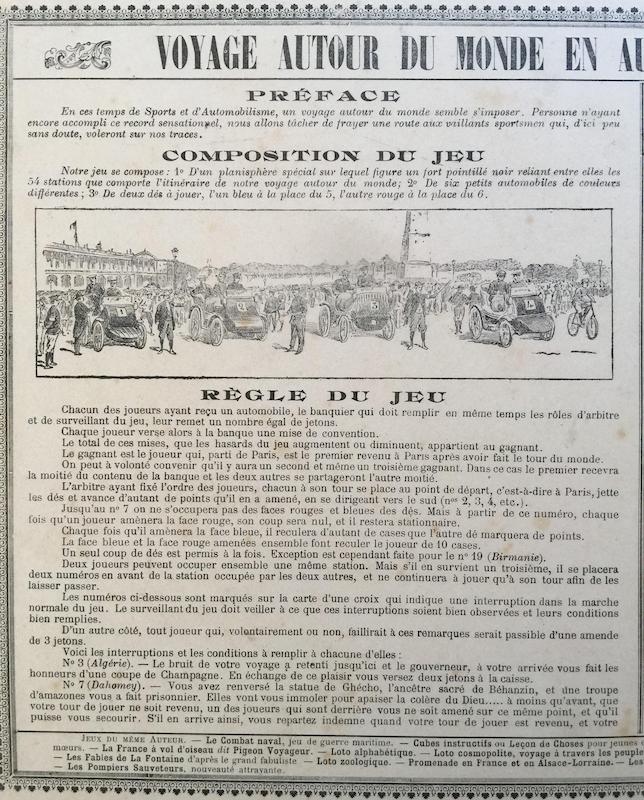 VOYAGE AUTOUR DU MONDE EN AU
PRÉFACE
En ces temps de Sports et d'Automobilisme, un voyage autour du monde semble s'imposer. Personne n'ayant
encore accompli ce record sensationnel, nous allons tâcher de frayer une route aux vaillants sportsmen qui, d'ici peu
sans doute, voleront sur nos traces.
COMPOSITION DU JEU
Notre jeu se compose : 1º D'un planisphère spécial sur lequel figure un fort pointillé noir reliant entre elles les
54 stations que comporte l'itinéraire de notre voyage autour du monde; 2º De six petits automobiles de couleurs
différentes; 3º De deux dés à jouer, l'un bleu à la place du 5, l'autre rouge à la place du 6.
1 2 3 4
RÈGLE DU JEU
Chacun des joueurs ayant reçu un automobile, le banquier qui doit remplir en même temps les rôles d'arbitre
et de surveillant du jeu, leur remet un nombre égal de jetons.
Chaque joueur verse alors à la banque une mise de convention.
Le total de ces mises, que les hasards du jeu augmentent ou diminuent, appartient au gagnant.
Le gagnant est le joueur qui, parti de Paris, est le premier revenu à Paris après avoir fait le tour du monde.
On peut à volonté convenir qu'il y aura un second et même un troisième gagnant. Dans ce cas le premier recevra
la moitié du contenu de la banque et les deux autres se partageront l'autre moitié.
L'arbitre ayant fixé l'ordre des joueurs, chacun à son tour se place au point de départ, c'est-à-dire à Paris, jette
les dés et avance d'autant de points qu'il en a amené, en se dirigeant vers le sud (nos 2, 3, 4, etc.).
Jusqu'au nº 7 on ne s'occupera pas des faces rouges et bleues des dés. Mais à partir de ce numéro, chaque
fois qu'un joueur amènera la face rouge, son coup sera nul, et il restera stationnaire.
Chaque fois qu'il amènera la face bleue, il reculera d'autant de cases que l'autre dé marquera de points.
La face bleue et la face rouge amenées ensemble font reculer le joueur de 10 cases.
Un seul coup de dés est permis à la fois. Exception est cependant faite pour le nº 19 (Birmanie).
Deux joueurs peuvent occuper ensemble une même station. Mais s'il en survient un troisième, il se placera
deux numéros en avant de la station occupée par les deux autres, et ne continuera à jouer qu'à son tour afin de les
laisser passer.
Les numéros ci-dessous sont marqués sur la carte d'une croix qui indique une interruption dans la marche
normale du jeu. Le surveillant du jeu doit veiller à ce que ces interruptions soient bien observées et leurs conditions
bien remplies.
D'un autre côté, tout joueur qui, volontairement ou non, faillirait à ces remarques serait passible d'une amende
de 3 jetons.
Voici les interruptions et les conditions à remplir à chacune d'elles :
Nº 3 (Algérie). — Le bruit de votre voyage a retenti jusqu'ici et le gouverneur, à votre arrivée vous fait les
honneurs d'une coupe de Champagne. En échange de ce plaisir vous versez deux jetons à la caisse.
Nº 7 (Dahomey). — Vous avez renversé la statue de Ghécho, l'ancêtre sacré de Béhanzin, et une troupe
d'amazones vous a fait prisonnier. Elles vont vous immoler pour apaiser la colère du Dieu..... à moins qu'avant, que
votre tour de jouer ne soit revenu, un des joueurs qui sont derrière vous ne soit amené sur ce même point, et qu'il
puisse vous secourir. S'il en arrive ainsi, vous repartez indemne quand votre tour de jouer est revenu, et votre
JEUX DU MÊME AUTEUR. — Le Combat naval, jeu de guerre maritime. — Cubes instructifs ou Leçon de Choses pour jeunes
mœurs. — La France à vol d'oiseau dit Pigeon Voyageur. — Loto alphabétique. — Loto cosmopolite, voyage à travers les peuple
— Les Fables de La Fontaine d'après le grand fabuliste — Loto zoologique. — Promenade en France et en Alsace-Lorraine. — Les
— Les Pompiers Sauveteurs, nouveauté attrayante.